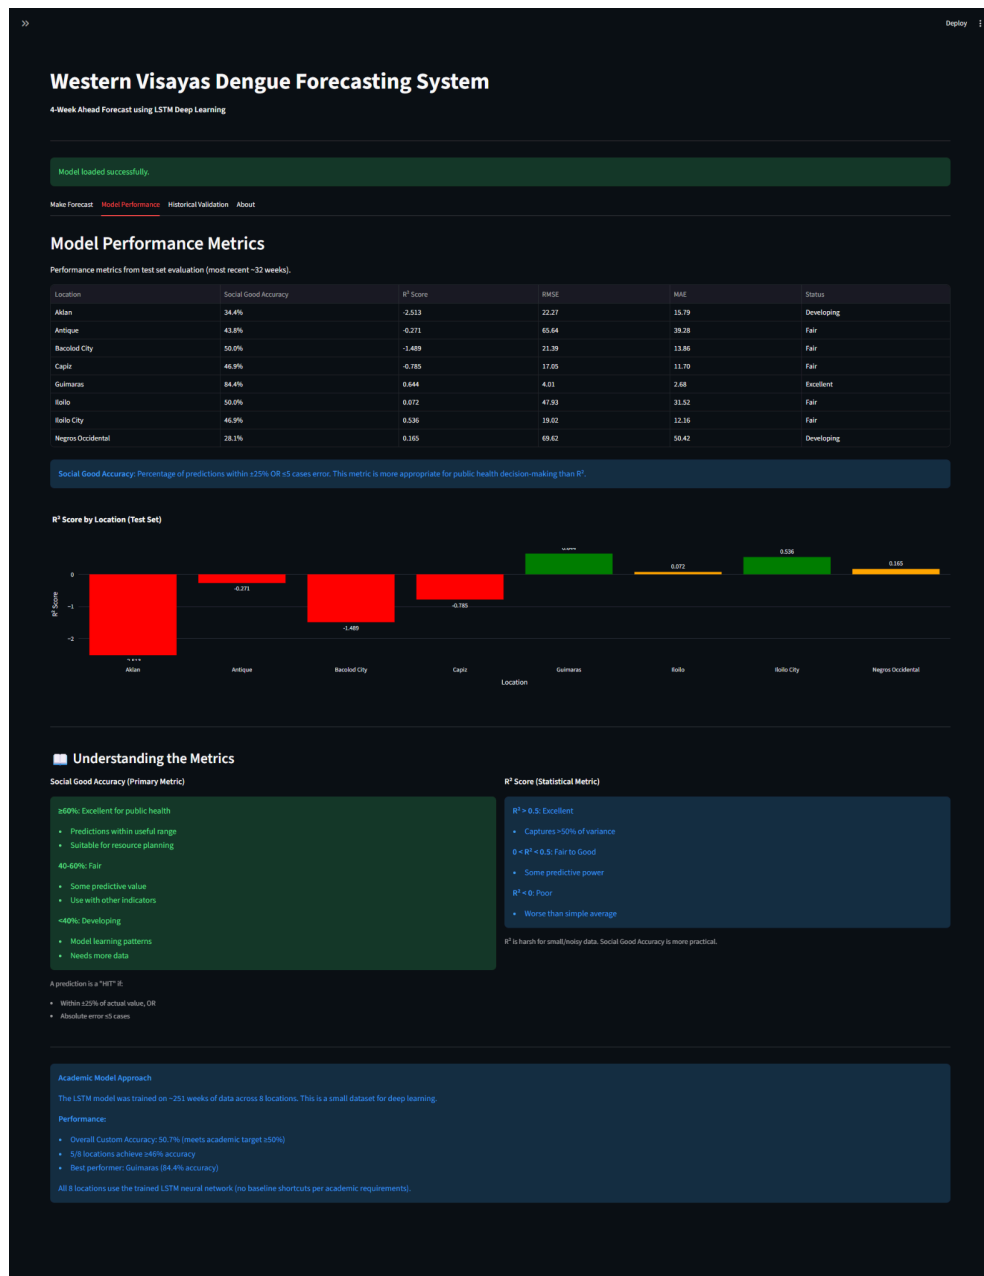 Deploy
Western Visayas Dengue Forecasting System
4-Week Ahead Forecast using LSTM Deep Learning
Model loaded successfully.
Make Forecast Model Performance Historical Validation About
Model Performance Metrics
Performance metrics from test set evaluation (most recent ~32 weeks).
Location Social Good Accuracy R² Score RMSE MAE Status
Aklan 34.4% -2.513 22.27 15.79 Developing
Antique 43.8% -0.271 65.64 39.28 Fair
Bacolod City 50.0% -1.489 21.39 13.86 Fair
Capiz 46.9% -0.785 17.05 11.70 Fair
Guimaras 84.4% 0.644 4.01 2.68 Excellent
Iloilo 50.0% 0.072 47.93 31.52 Fair
Iloilo City 46.9% 0.536 19.02 12.16 Fair
Negros Occidental 28.1% 0.165 69.62 50.42 Developing
Social Good Accuracy: Percentage of predictions within ±25% OR ≤5 cases error. This metric is more appropriate for public health decision-making than R².
R² Score by Location (Test Set)
R² Score
0
−1
−2
-0.271
-1.489
-0.785
0.072
0.536
0.165
Aklan Antique Bacolod City Capiz Guimaras Iloilo Iloilo City Negros Occidental
Location
📖 Understanding the Metrics
Social Good Accuracy (Primary Metric)
≥60%: Excellent for public health
• Predictions within useful range
• Suitable for resource planning
40-60%: Fair
• Some predictive value
• Use with other indicators
<40%: Developing
• Model learning patterns
• Needs more data
A prediction is a "HIT" if:
• Within ±25% of actual value, OR
• Absolute error ≤5 cases
R² Score (Statistical Metric)
R² > 0.5: Excellent
• Captures >50% of variance
0 < R² < 0.5: Fair to Good
• Some predictive power
R² < 0: Poor
• Worse than simple average
R² is harsh for small/noisy data. Social Good Accuracy is more practical.
Academic Model Approach
The LSTM model was trained on ~251 weeks of data across 8 locations. This is a small dataset for deep learning.
Performance:
• Overall Custom Accuracy: 50.7% (meets academic target ≥50%)
• 5/8 locations achieve ≥46% accuracy
• Best performer: Guimaras (84.4% accuracy)
All 8 locations use the trained LSTM neural network (no baseline shortcuts per academic requirements).